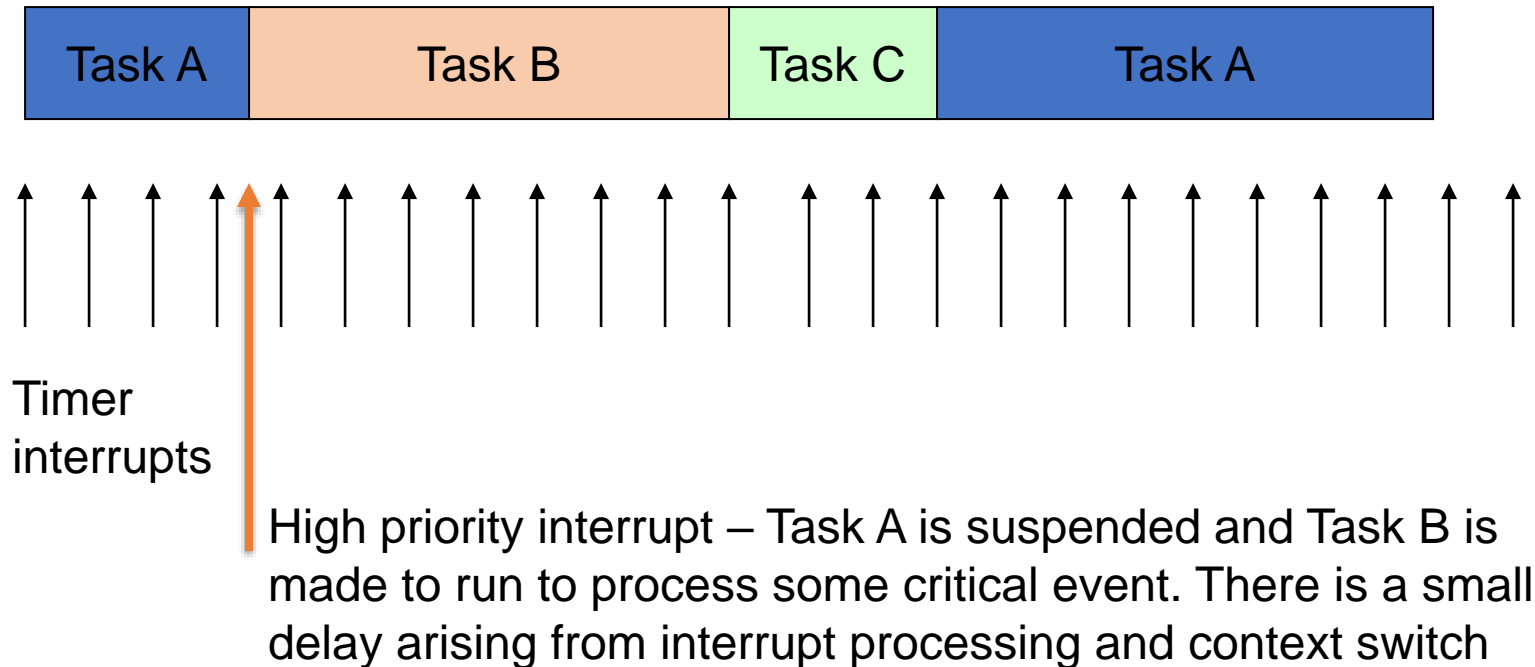 Task A
Task B
Task C
Task A
Timer
interrupts
High priority interrupt – Task A is suspended and Task B is
made to run to process some critical event. There is a small
delay arising from interrupt processing and context switch